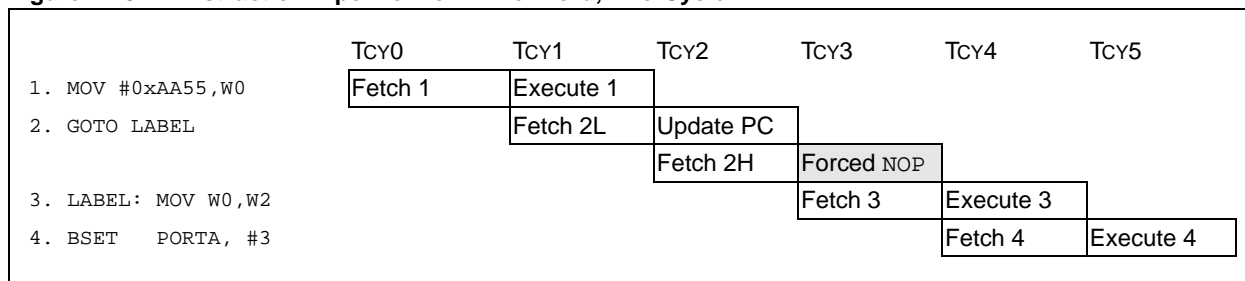 TCY0 TCY1 TCY2 TCY3 TCY4 TCY5
1. MOV #0xAA55,W0 Fetch 1 Execute 1
2. GOTO LABEL Fetch 2L Update PC
Fetch 2H Forced NOP
3. LABEL: MOV W0,W2 Fetch 3 Execute 3
4. BSET PORTA, #3 Fetch 4 Execute 4